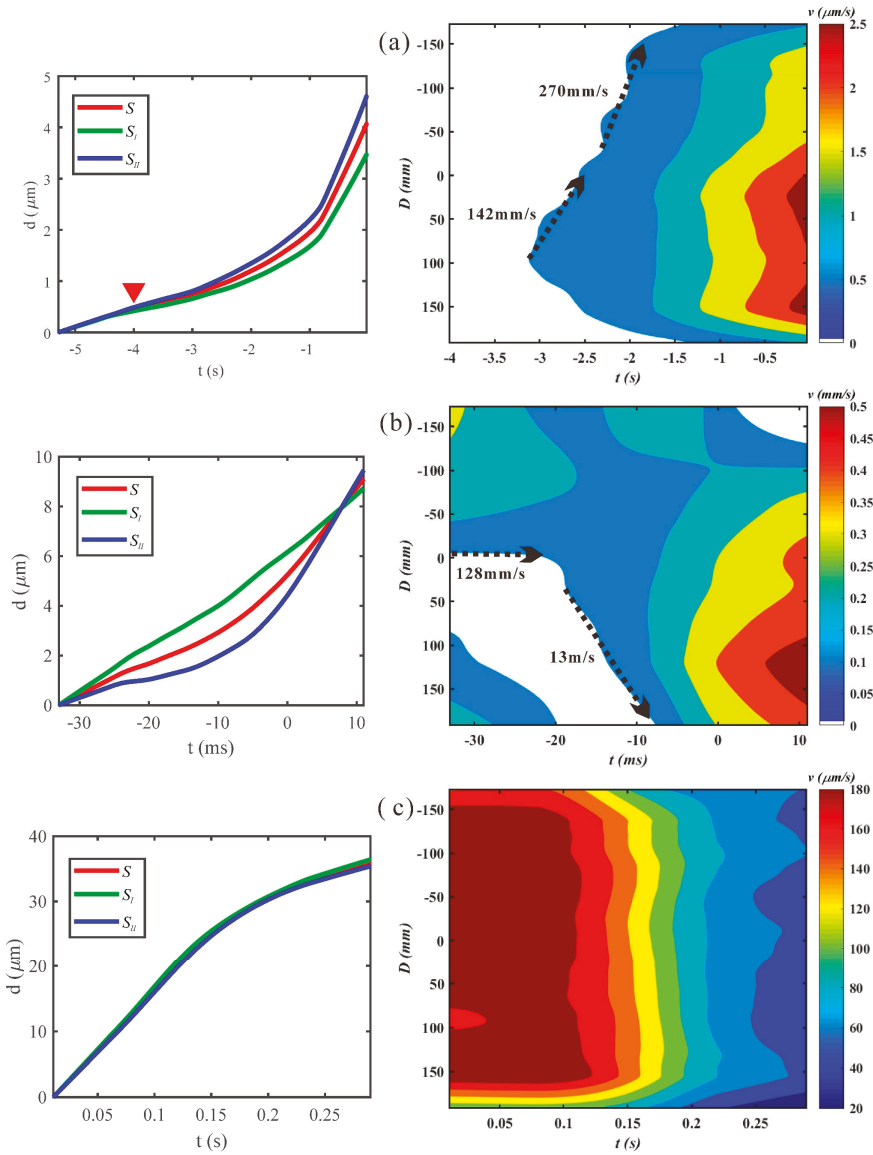 (a)
5
4
3
2
1
0
d (μm)
S
S_I
S_II
-5 -4 -3 -2 -1
t (s)
v (μm/s)
-150
-100
-50
0
50
100
150
D (mm)
270mm/s
142mm/s
-4 -3.5 -3 -2.5 -2 -1.5 -1 -0.5
t (s)
2.5
2
1.5
1
0.5
0
(b)
10
8
6
4
2
0
d (μm)
S
S_I
S_II
-30 -20 -10 0 10
t (ms)
v (mm/s)
-150
-100
-50
0
50
100
150
D (mm)
128mm/s
13m/s
-30 -20 -10 0 10
t (ms)
0.5
0.45
0.4
0.35
0.3
0.25
0.2
0.15
0.1
0.05
0
(c)
40
30
20
10
0
d (μm)
S
S_I
S_II
0.05 0.1 0.15 0.2 0.25
t (s)
v (μm/s)
-150
-100
-50
0
50
100
150
D (mm)
0.05 0.1 0.15 0.2 0.25
t (s)
180
160
140
120
100
80
60
40
20